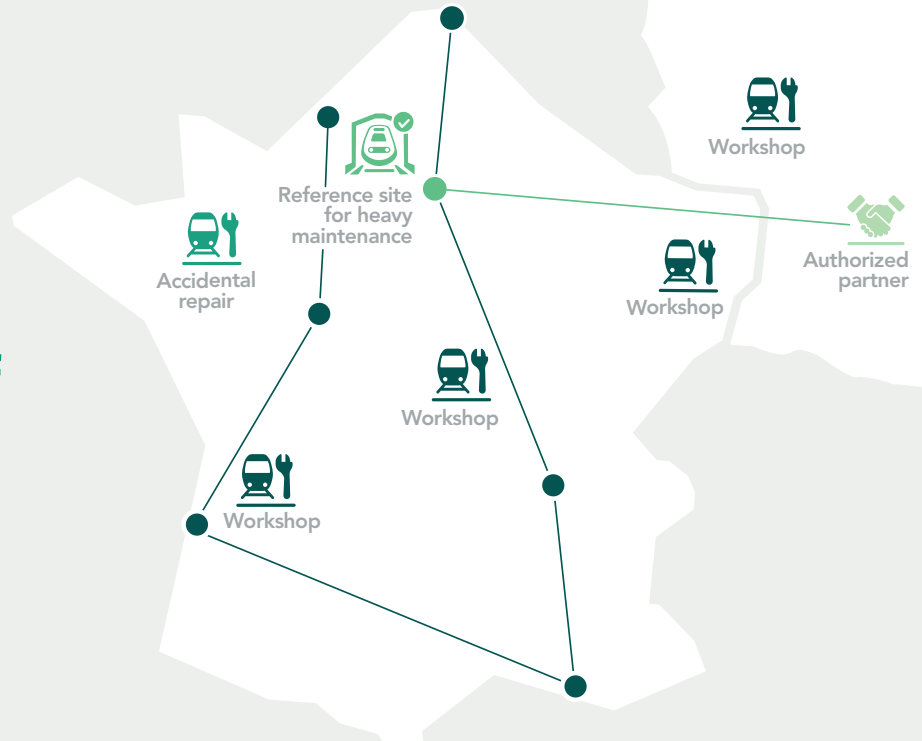 Workshop
Reference site
for heavy
maintenance
Authorized
partner
Accidental
repair
Workshop
Workshop
Workshop